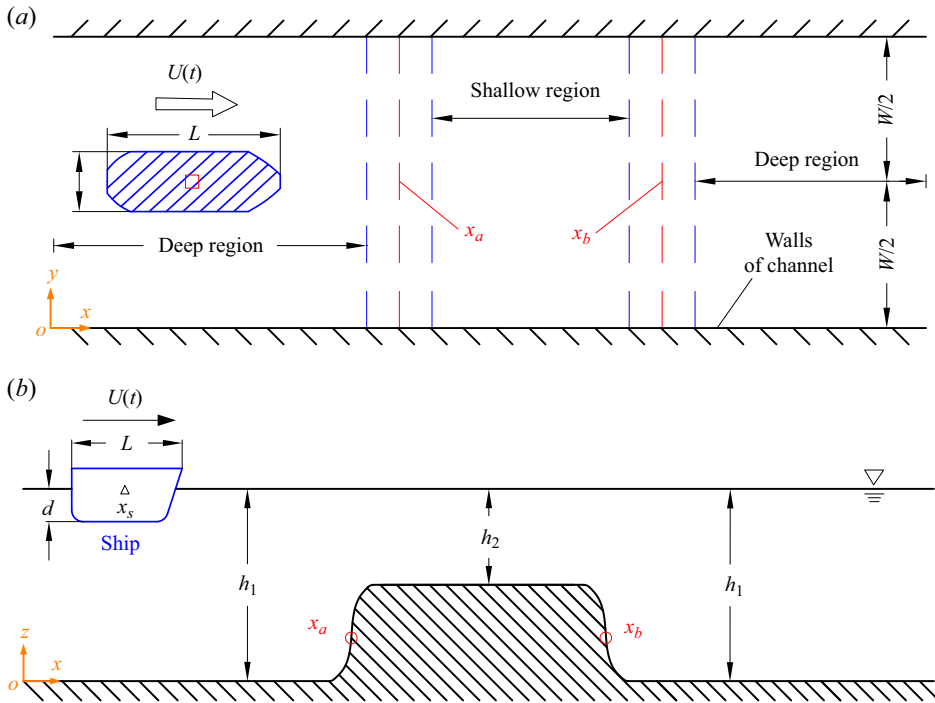 (a)
U(t)
L
Shallow region
W/2
Deep region
x_a
x_b
Deep region
Walls
of channel
W/2
y
x
o
(b)
U(t)
L
d
x_s
Ship
h_1
h_2
h_1
x_a
x_b
z
x
o